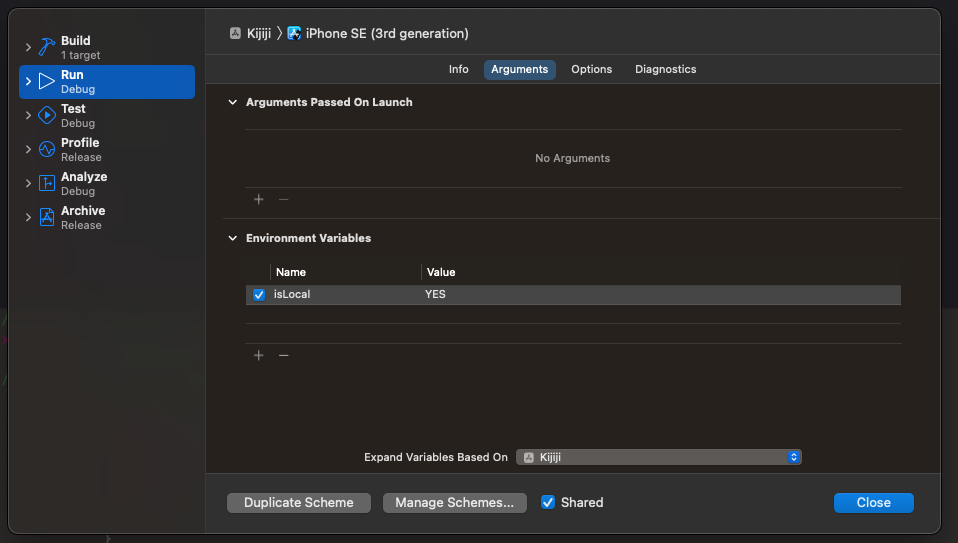 Kijiji 〉 iPhone SE (3rd generation)
Build
1 target
Run
Debug
Test
Debug
Profile
Release
Analyze
Debug
Archive
Release
Info Arguments Options Diagnostics
Arguments Passed On Launch
No Arguments
+ −
Environment Variables
Name Value
isLocal YES
+ −
Expand Variables Based On Kijiji
Duplicate Scheme Manage Schemes... Shared Close
}